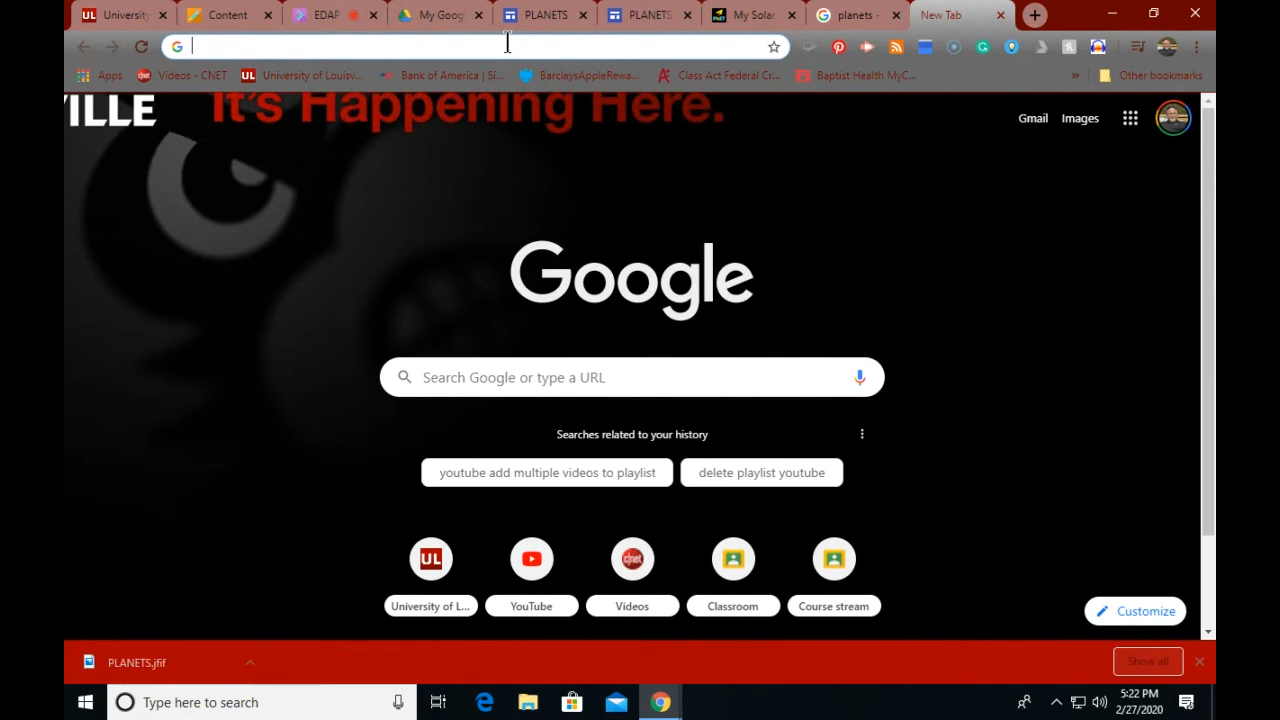 University Content EDAP My Goog PLANETS PLANETS My Solar planets - New Tab
Apps Videos - CNET University of Louisv... Bank of America | Si... BarclaysAppleRewa... Class Act Federal Cr... Baptist Health MyC... » Other bookmarks
VILLE It's Happening Here.
Gmail Images
Google
Search Google or type a URL
Searches related to your history
youtube add multiple videos to playlist delete playlist youtube
UL cnet
University of L... YouTube Videos Classroom Course stream
Customize
PLANETS.jfif Show all
Type here to search
5:22 PM
2/27/2020